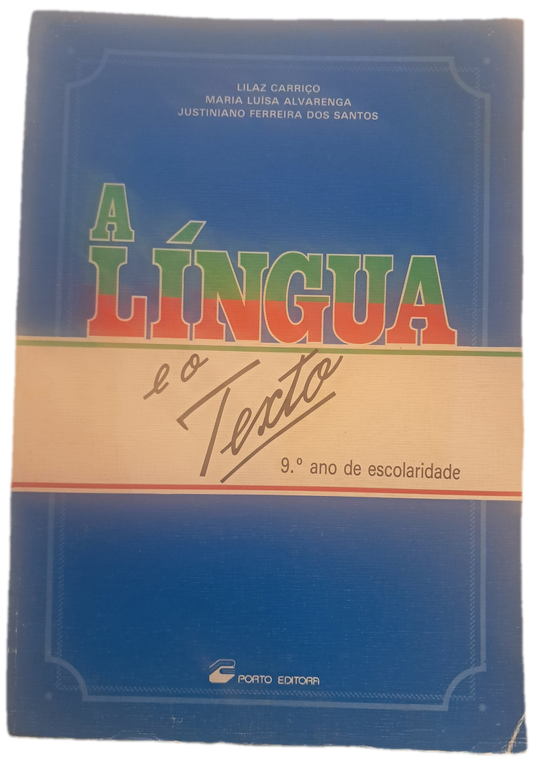 LILAZ CARRIÇO
MARIA LUÍSA ALVARENGA
JUSTINIANO FERREIRA DOS SANTOS
A
LÍNGUA
e o
Texto
9.º ano de escolaridade
PORTO EDITORA